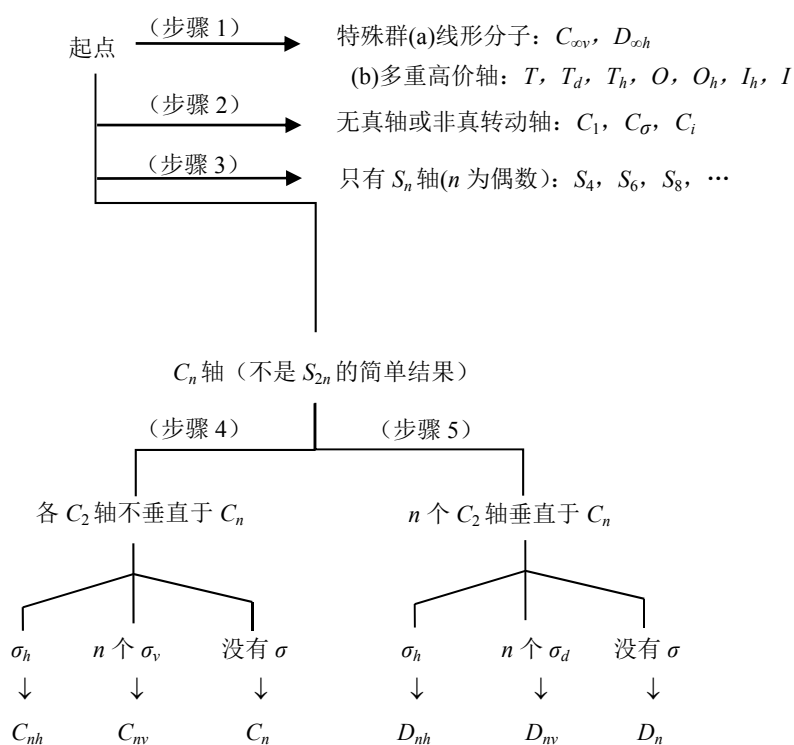 （步骤 1）
起点
特殊群(a)线形分子：C∞v，D∞h
(b)多重高价轴：T，Td，Th，O，Oh，Ih，I
（步骤 2）
无真轴或非真转动轴：C1，Cσ，Ci
（步骤 3）
只有 Sn 轴(n 为偶数)：S4，S6，S8，…
Cn 轴（不是 S2n 的简单结果）
（步骤 4） （步骤 5）
各 C2 轴不垂直于 Cn n 个 C2 轴垂直于 Cn
σh n 个 σv 没有 σ σh n 个 σd 没有 σ
↓ ↓ ↓ ↓ ↓ ↓
Cnh Cnv Cn Dnh Dnv Dn